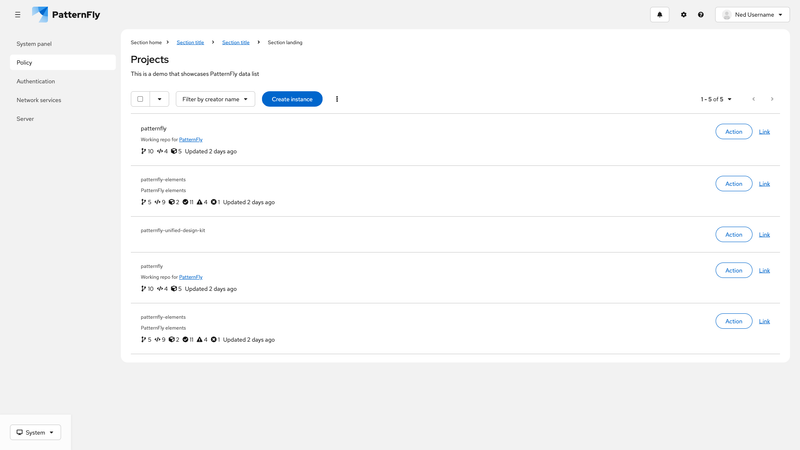 PatternFly
Ned Username
System panel
Policy
Authentication
Network services
Server
Section home Section title Section title Section landing
Projects
This is a demo that showcases PatternFly data list
Filter by creator name Create instance 1 - 5 of 5
patternfly
Working repo for PatternFly
10 4 5 Updated 2 days ago
Action Link
patternfly-elements
PatternFly elements
5 9 2 11 4 1 Updated 2 days ago
Action Link
patternfly-unified-design-kit
Action Link
patternfly
Working repo for PatternFly
10 4 5 Updated 2 days ago
Action Link
patternfly-elements
PatternFly elements
5 9 2 11 4 1 Updated 2 days ago
Action Link
System